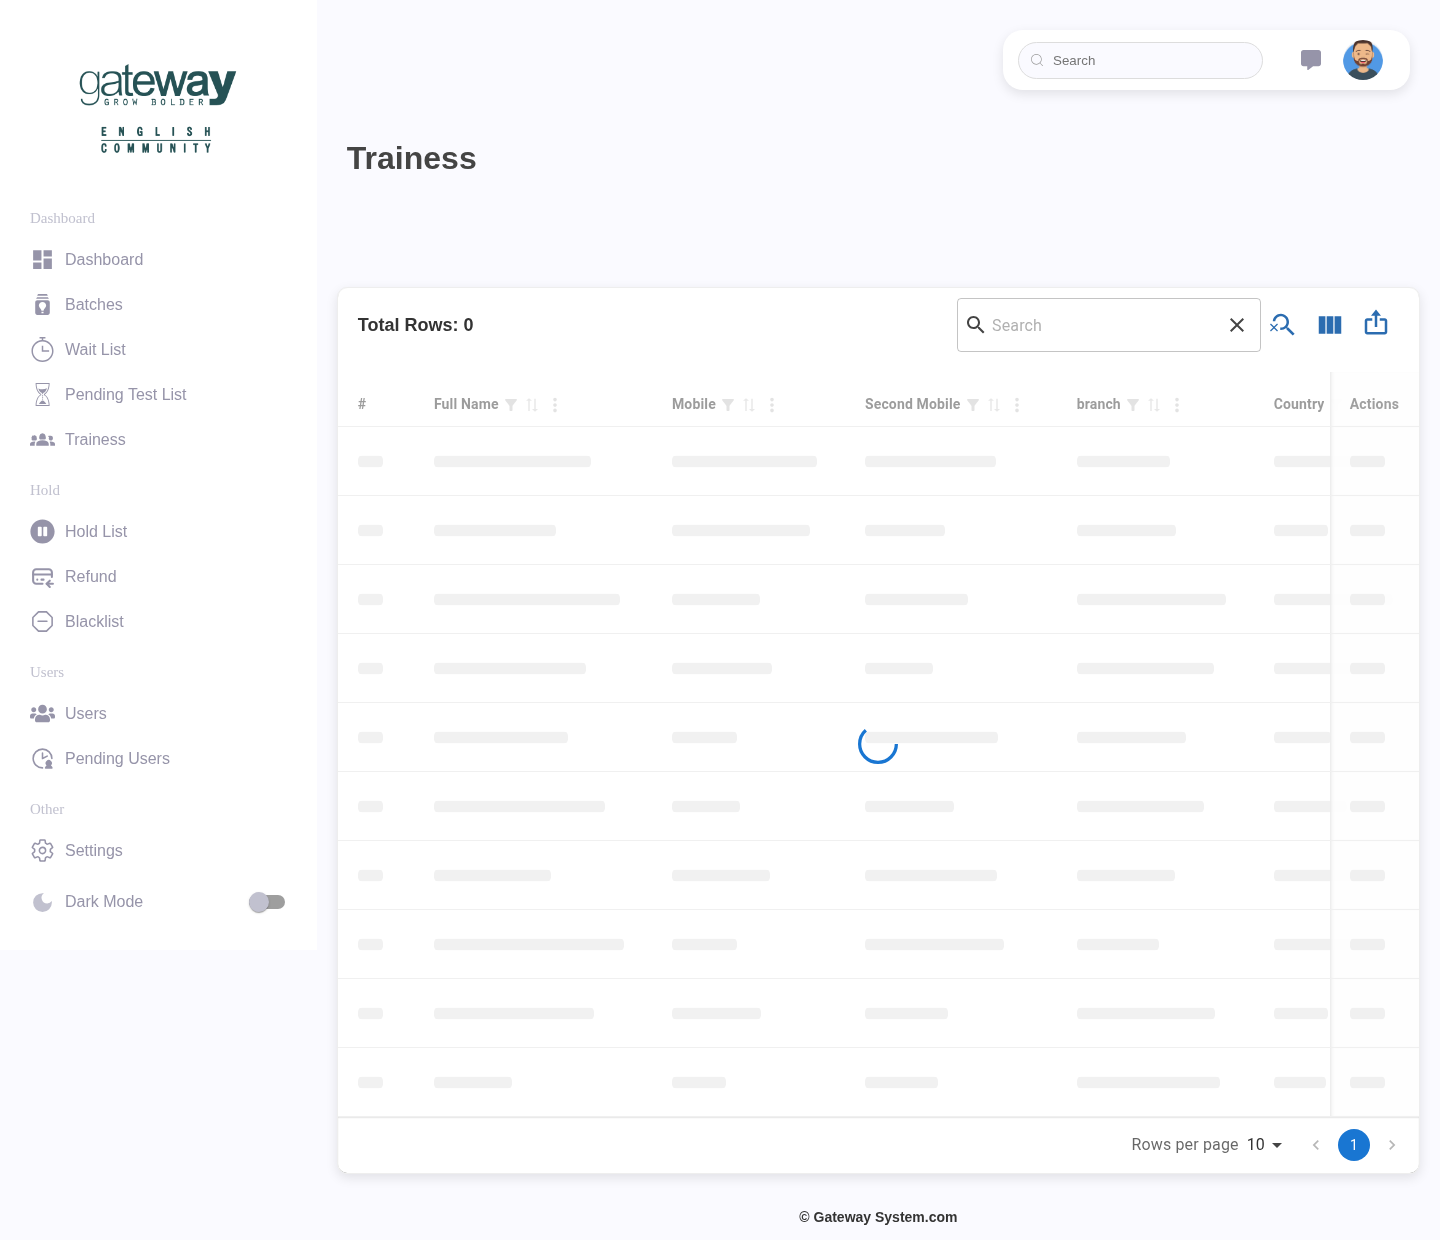 gateway
GROW BOLDER
ENGLISH
COMMUNITY
Search
Trainess
Dashboard
Dashboard
Batches
Wait List
Pending Test List
Trainess
Hold
Hold List
Refund
Blacklist
Users
Users
Pending Users
Other
Settings
Dark Mode
Total Rows: 0
Search
# Full Name Mobile Second Mobile branch Country Actions
Rows per page 10 1
© Gateway System.com